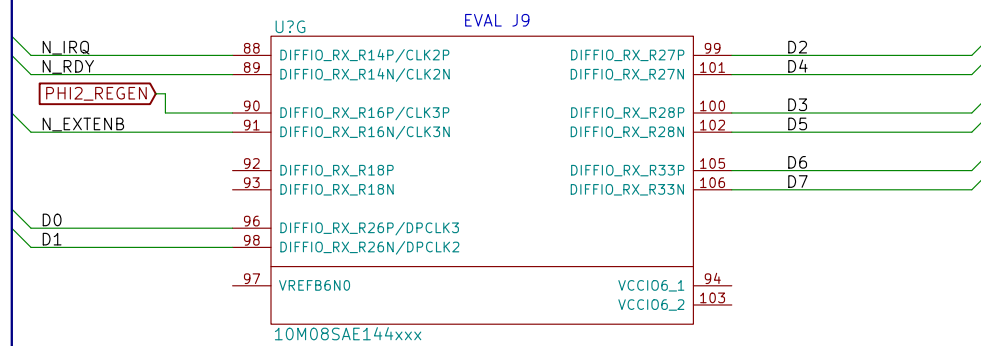 EVAL J9
U?G
N_IRQ 88 DIFFIO_RX_R14P/CLK2P DIFFIO_RX_R27P 99 D2
N_RDY 89 DIFFIO_RX_R14N/CLK2N DIFFIO_RX_R27N 101 D4
PHI2_REGEN 90 DIFFIO_RX_R16P/CLK3P DIFFIO_RX_R28P 100 D3
N_EXTENB 91 DIFFIO_RX_R16N/CLK3N DIFFIO_RX_R28N 102 D5
92 DIFFIO_RX_R18P DIFFIO_RX_R33P 105 D6
93 DIFFIO_RX_R18N DIFFIO_RX_R33N 106 D7
D0 96 DIFFIO_RX_R26P/DPCLK3
D1 98 DIFFIO_RX_R26N/DPCLK2
97 VREFB6N0 VCCIO6_1 94
VCCIO6_2 103
10M08SAE144xxx